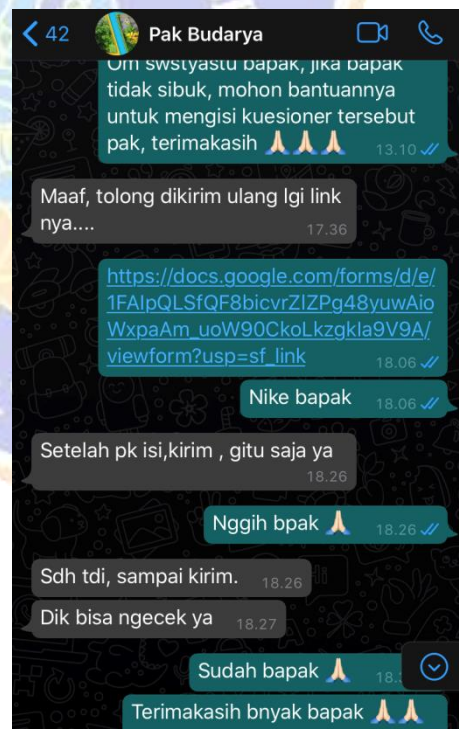 42
Pak Budarya
Om swstyastu bapak, jika bapak
tidak sibuk, mohon bantuannya
untuk mengisi kuesioner tersebut
pak, terimakasih 🙏🏻🙏🏻🙏🏻
13.10
Maaf, tolong dikirim ulang lgi link
nya....
17.36
https://docs.google.com/forms/d/e/
1FAIpQLSfQF8bicvrZIZPg48yuwAio
WxpaAm_uoW90CkoLkzgkla9V9A/
viewform?usp=sf_link
18.06
Nike bapak 18.06
Setelah pk isi,kirim , gitu saja ya
18.26
Nggih bpak 🙏🏻 18.26
Sdh tdi, sampai kirim. 18.26
Dik bisa ngecek ya 18.27
Sudah bapak 🙏🏻
Terimakasih bnyak bapak 🙏🏻🙏🏻